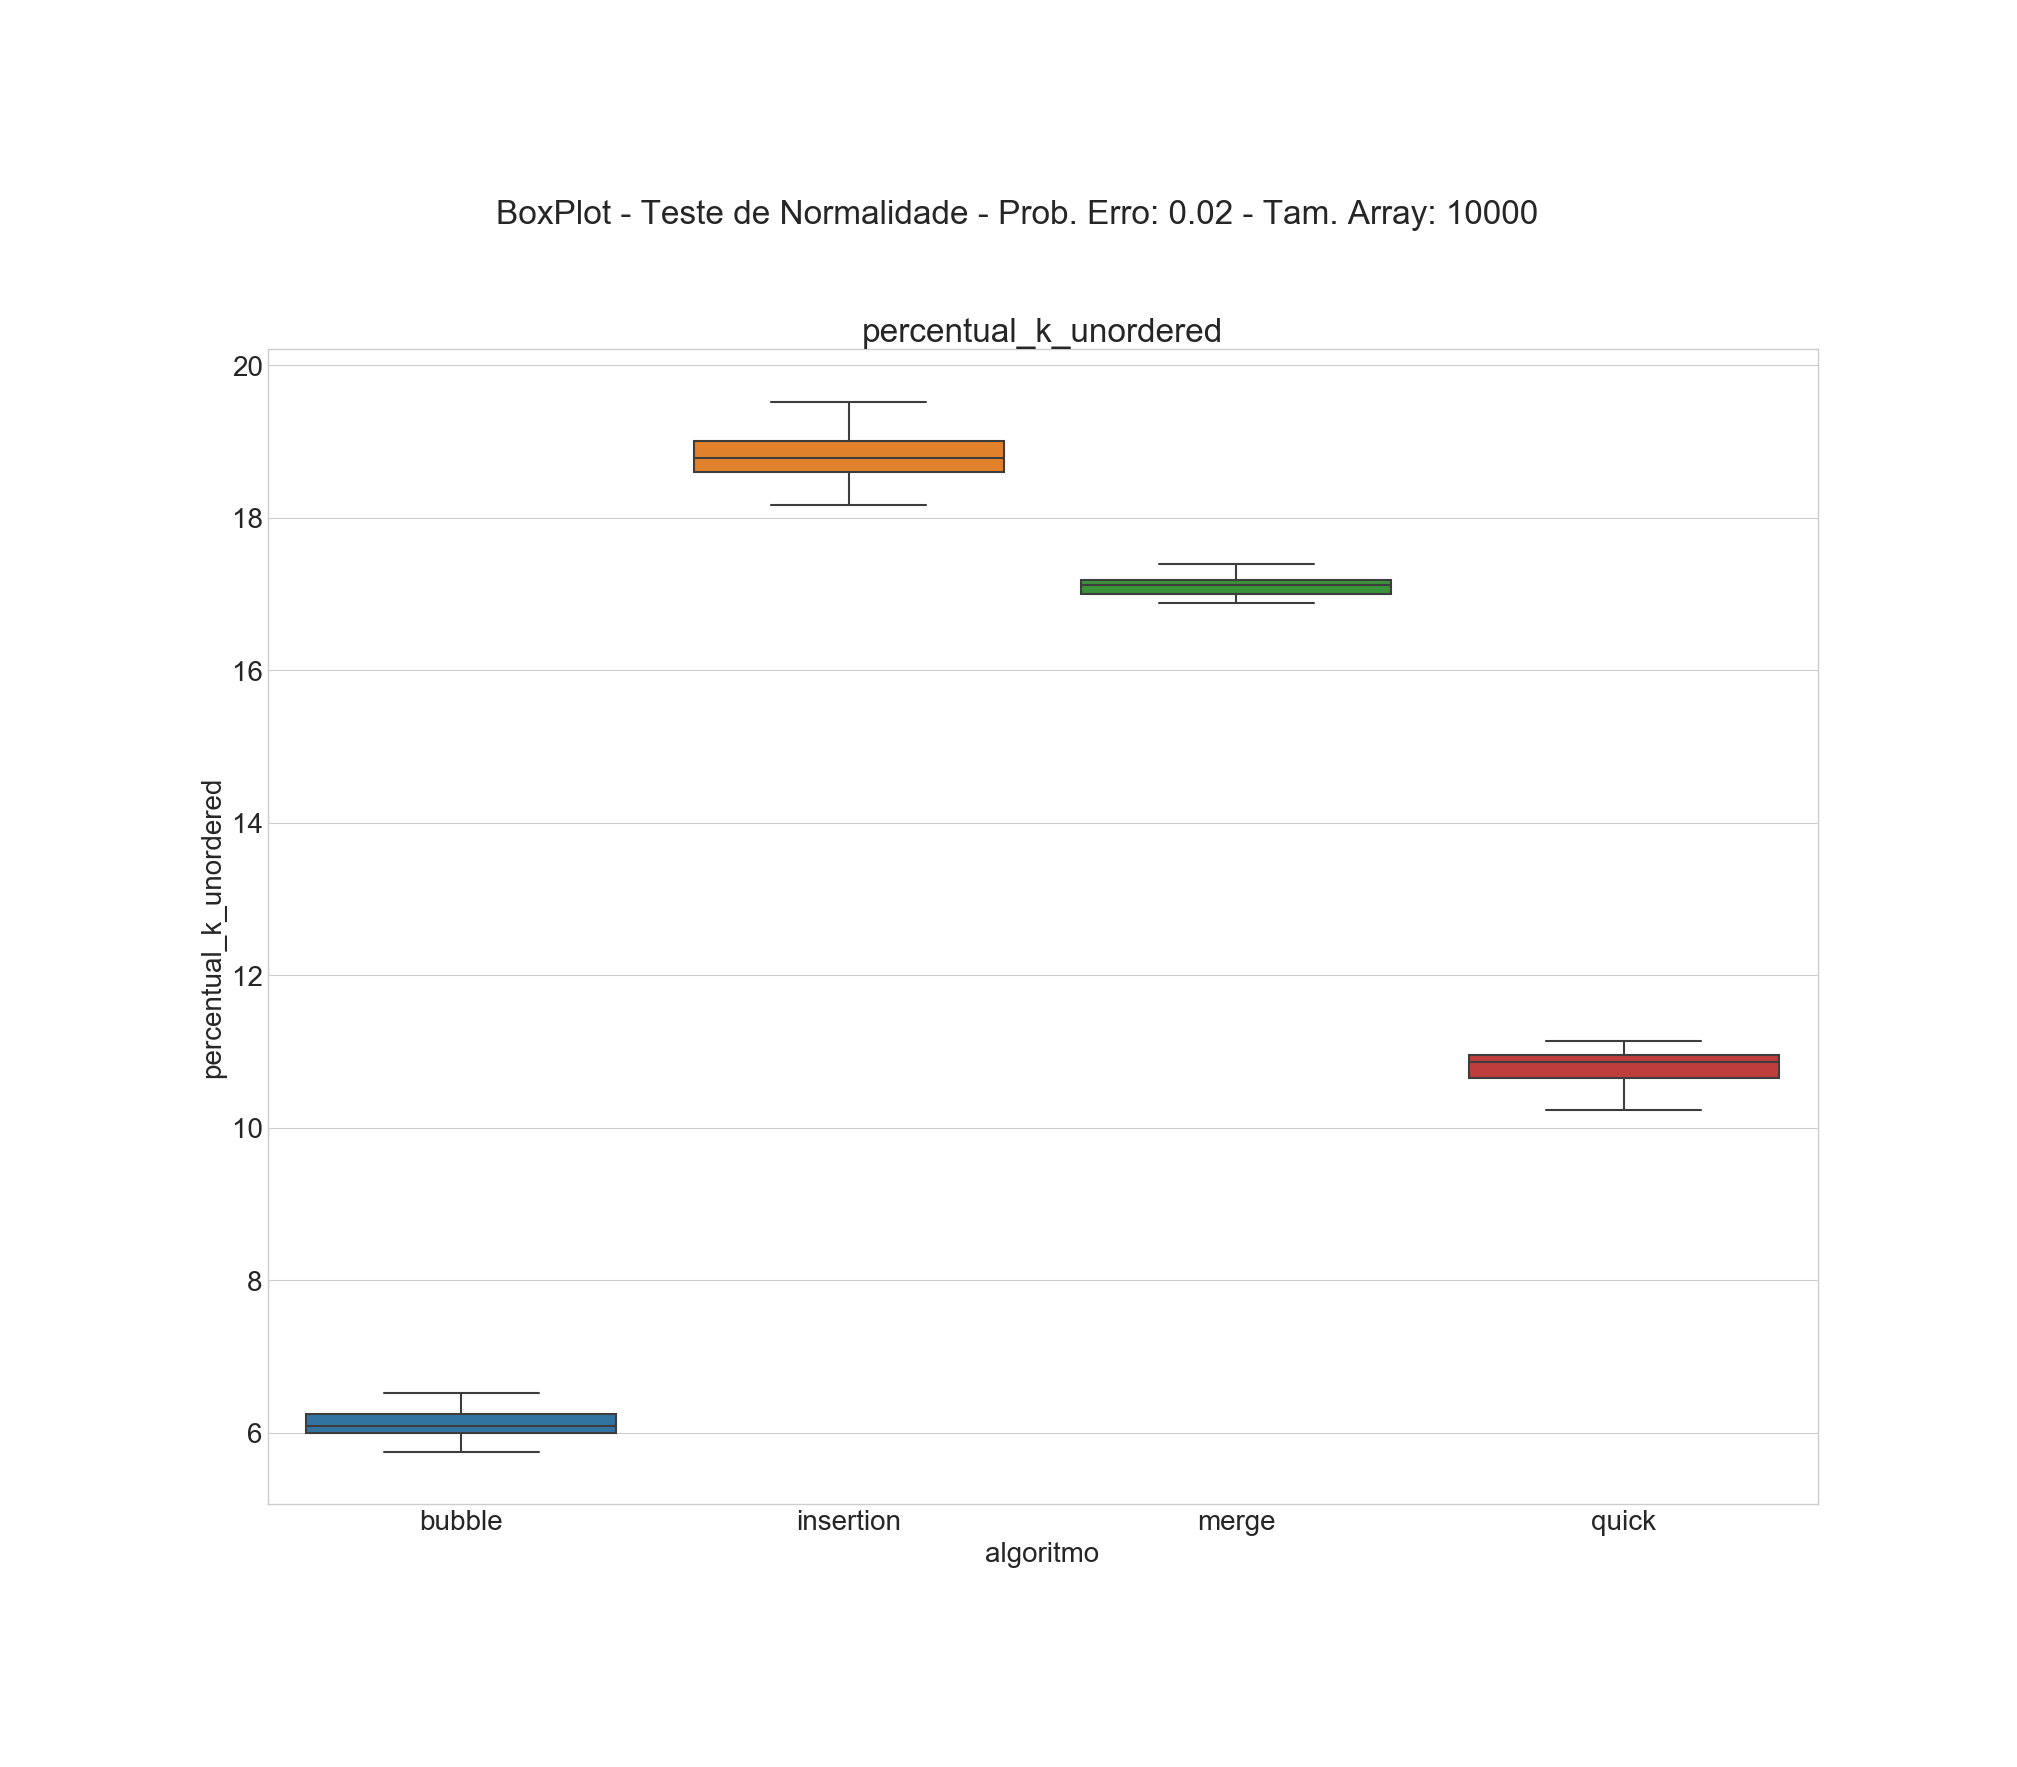 BoxPlot - Teste de Normalidade - Prob. Erro: 0.02 - Tam. Array: 10000
percentual_k_unordered
20
18
16
14
12
10
8
6
percentual_k_unordered
bubble insertion merge quick
algoritmo